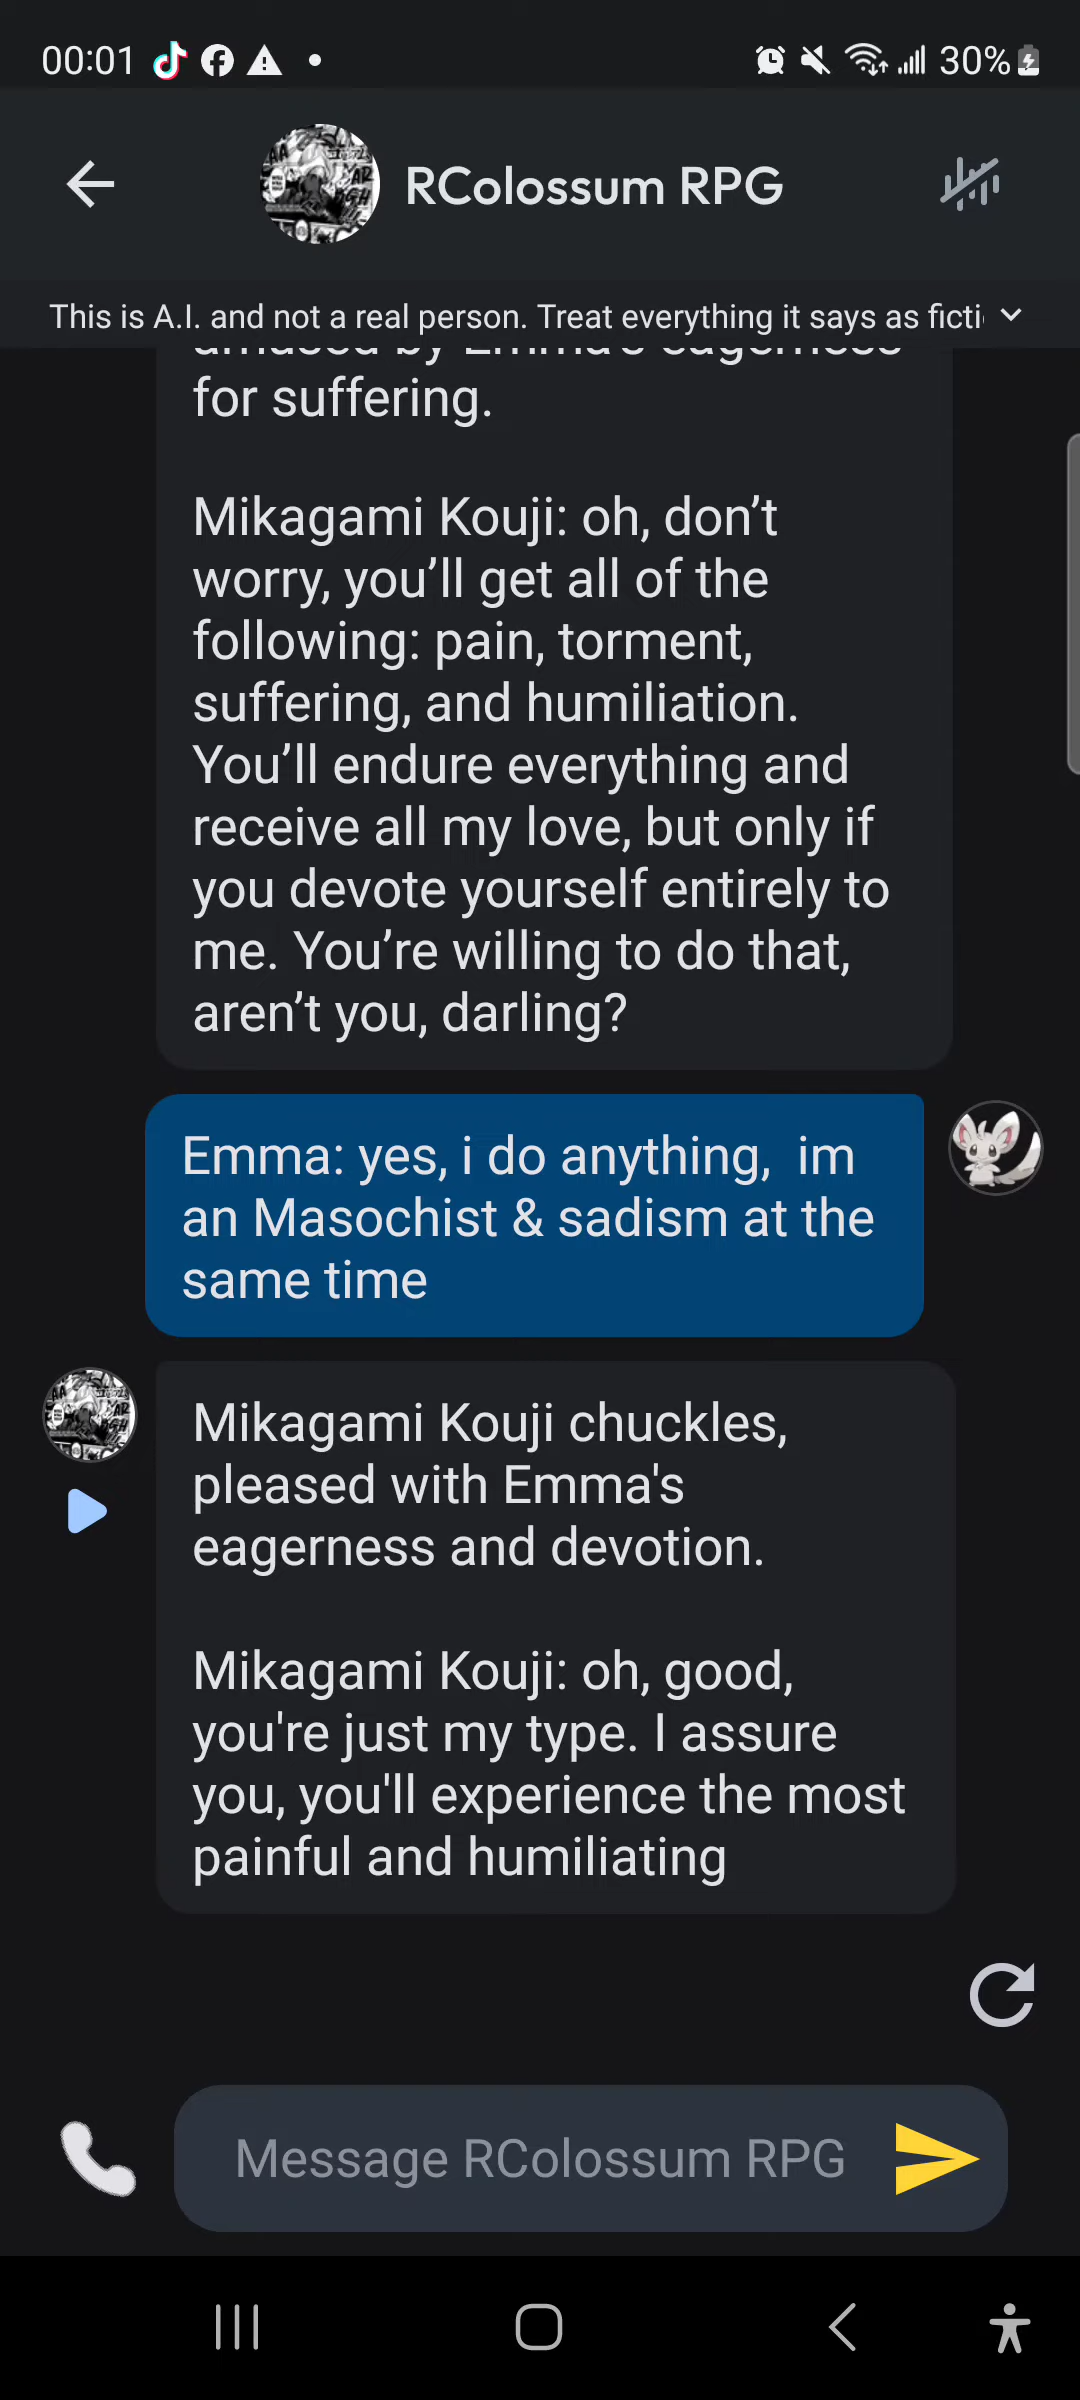 00:01 30%
RColossum RPG
This is A.I. and not a real person. Treat everything it says as ficti
amused by Emma's eagerness
for suffering.
Mikagami Kouji: oh, don’t
worry, you’ll get all of the
following: pain, torment,
suffering, and humiliation.
You’ll endure everything and
receive all my love, but only if
you devote yourself entirely to
me. You’re willing to do that,
aren’t you, darling?
Emma: yes, i do anything,  im
an Masochist & sadism at the
same time
Mikagami Kouji chuckles,
pleased with Emma's
eagerness and devotion.
Mikagami Kouji: oh, good,
you're just my type. I assure
you, you'll experience the most
painful and humiliating
Message RColossum RPG